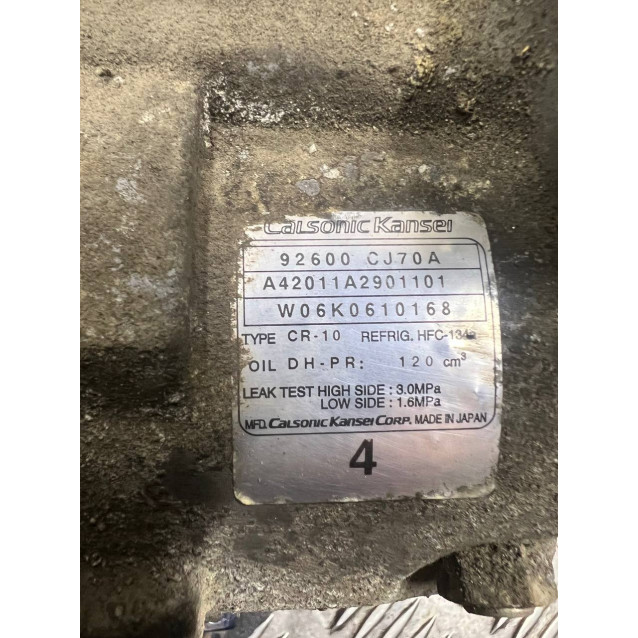 CALSONIC KANSEI
92600 CJ70A
A42011A2901101
W06K0610168
TYPE CR-10 REFRIG. HFC-134a
OIL DH-PR: 120 cm³
LEAK TEST HIGH SIDE : 3.0MPa
LOW SIDE : 1.6MPa
MFD. CALSONIC KANSEI CORP. MADE IN JAPAN
4